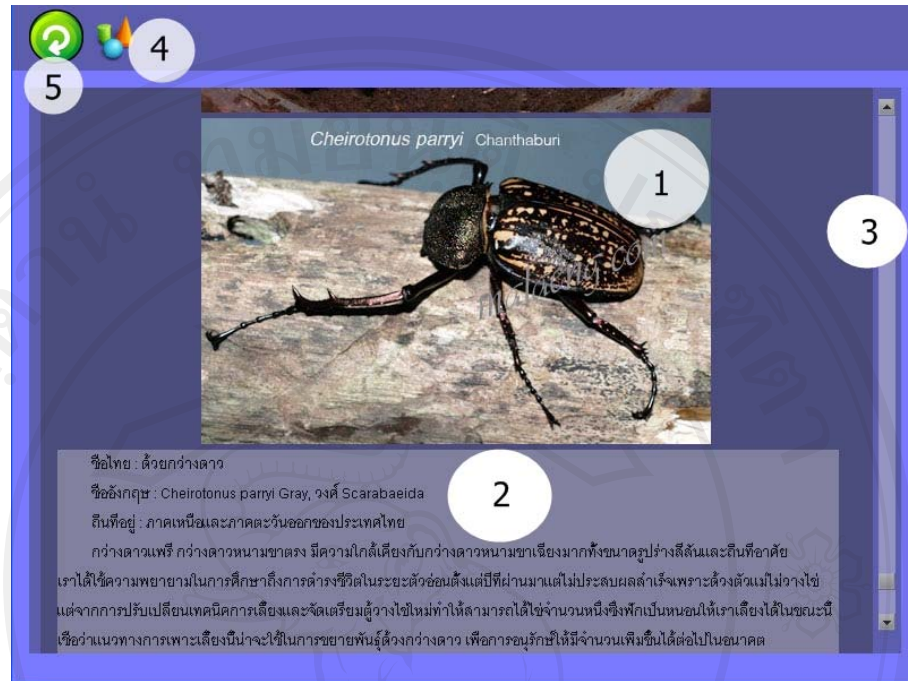 4
5
Cheirotonus parryi Chanthaburi
1
3
malachy co
2
ชื่อไทย : ด้วยกว่างดาว
ชื่ออังกฤษ : Cheirotonus parryi Gray, วงศ์ Scarabaeida
ถินที่อยู่ : ภาคเหนือและภาคตะวันออกของประเทศไทย
กว่างดาวแพรี กว่างดาวหนามขาตรง มีความใกล้เคียงกับกว่างดาวหนามขาเฉียงมากทั้งขนาดรูปร่างสีสันและถินที่อาศัย
เราได้ใช้ความพยายามในการศึกษาถึงการดำรงชีวิตในระยะตัวอ่อนตั้งแต่ปีที่ผ่านมาแต่ไม่ประสบผลสำเร็จเพราะด้วงตัวแม่ไม่วางไข่
แต่จากการปรับเปลี่ยนเทคนิคการเลี้ยงและจัดเตรียมตู้วางไข่ใหม่ทำให้สามารถได้ไข่จำนวนหนึ่งซึ่งฟักเป็นหนอนให้เราเลี้ยงได้ในขณะนี้
เชื่อว่าแนวทางการเพาะเลี้ยงนี้น่าจะใช้ในการขยายพันธุ์ด้วงกว่างดาว เพื่อการอนุรักษ์ให้มีจำนวนเพิ่มขึ้นได้ต่อไปในอนาคต